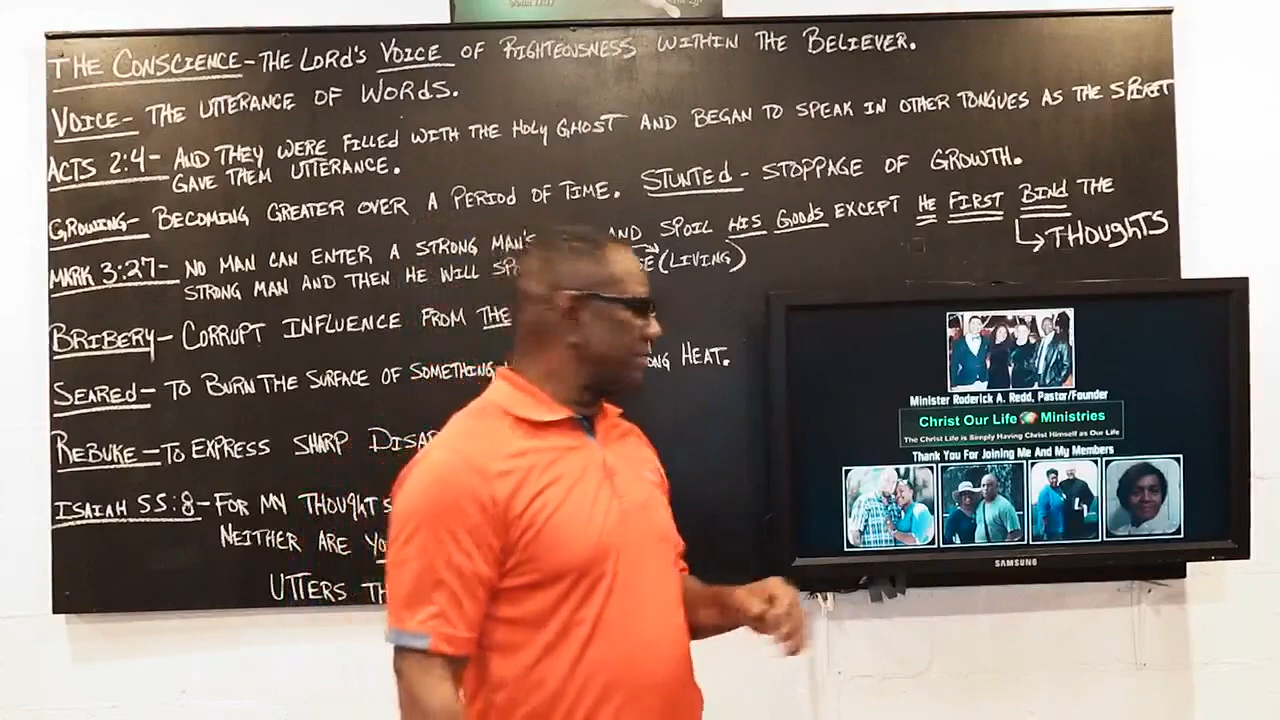 THE CONSCIENCE - THE LORD'S VOICE OF RIGHTEOUSNESS WITHIN THE BELIEVER.
VOICE - THE UTTERANCE OF WORDS.
ACTS 2:4 - AND THEY WERE FILLED WITH THE HOLY GHOST AND BEGAN TO SPEAK IN OTHER TONGUES AS THE SPIRIT
GAVE THEM UTTERANCE.
GROWING - BECOMING GREATER OVER A PERIOD OF TIME. STUNTED - STOPPAGE OF GROWTH.
MARK 3:27 - NO MAN CAN ENTER A STRONG MAN'S AND SPOIL HIS GOODS EXCEPT HE FIRST BIND THE
THOUGHTS
STRONG MAN AND THEN HE WILL (LIVING)
BRIBERY - CORRUPT INFLUENCE FROM THE
SEARED - TO BURN THE SURFACE OF SOMETHING HEAT.
REBUKE - TO EXPRESS SHARP
ISAIAH 55:8 - FOR MY THOUGHTS
NEITHER ARE
UTTERS
Minister Roderick A. Redd, Pastor/Founder
Christ Our Life Ministries
The Christ Life is Simply Having Christ Himself as Our Life
Thank You For Joining Me And My Members
SAMSUNG